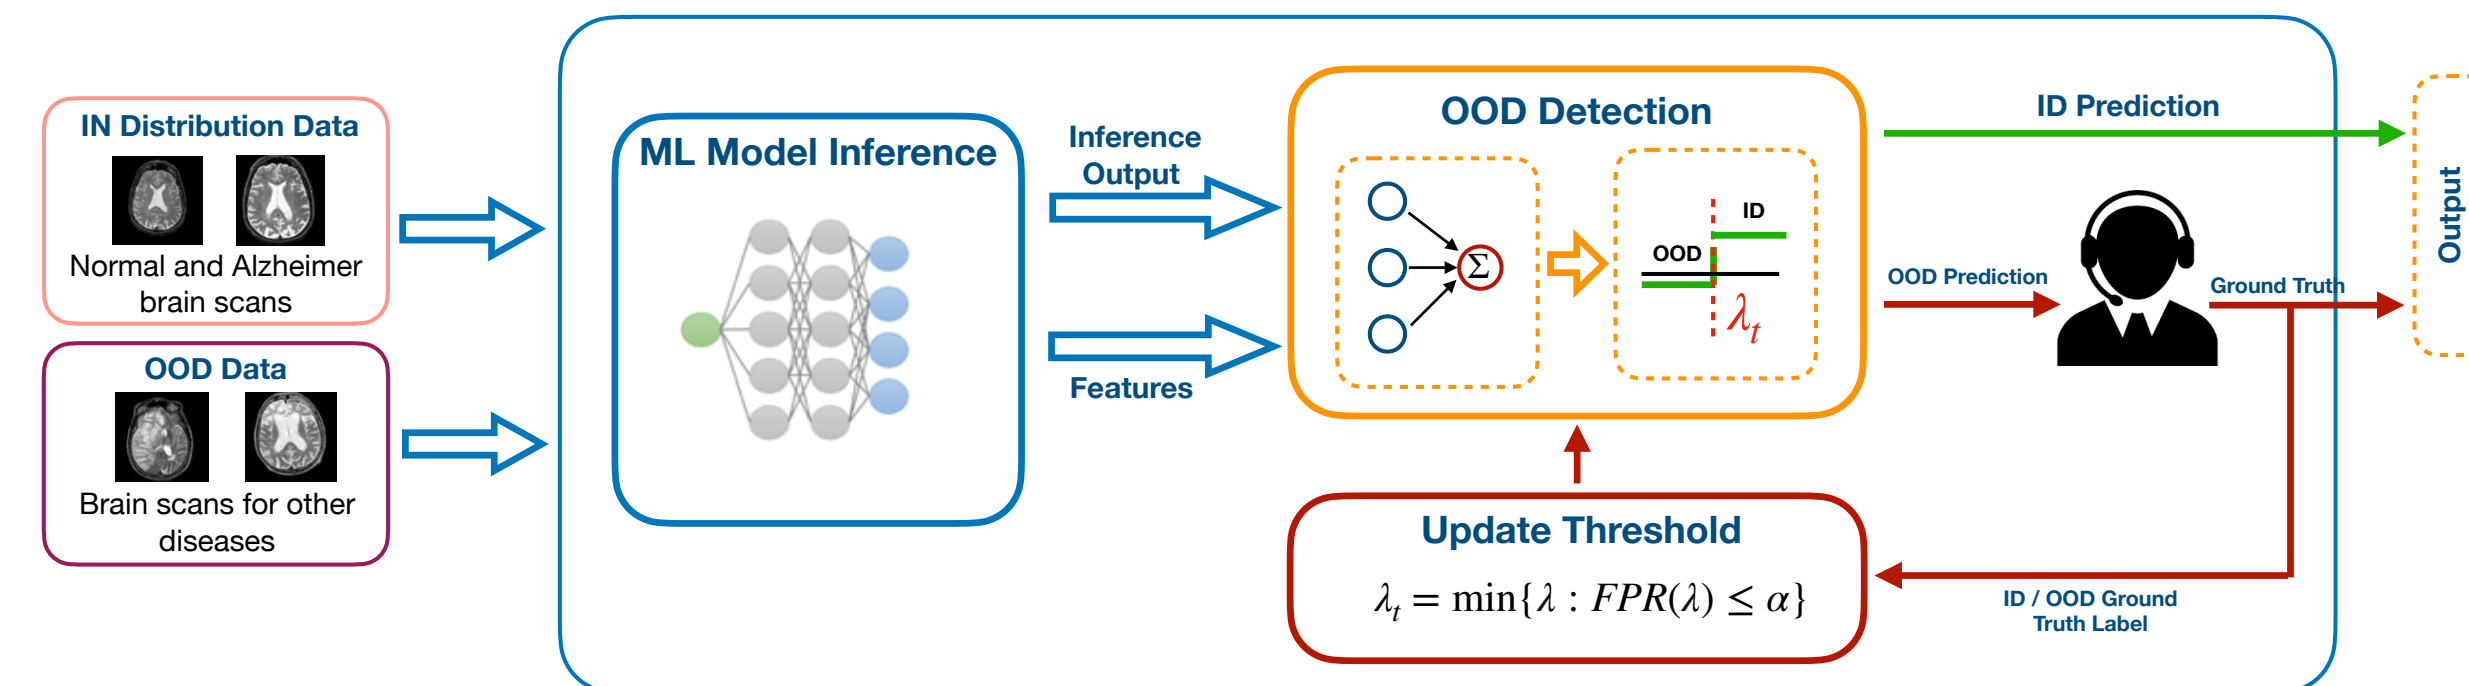 IN Distribution Data
Normal and Alzheimer
brain scans
OOD Data
Brain scans for other
diseases
ML Model Inference
Inference
Output
Features
OOD Detection
Σ
OOD
ID
λt
ID Prediction
OOD Prediction
Ground Truth
Output
Update Threshold
λt = min{λ : FPR(λ) ≤ α}
ID / OOD Ground
Truth Label